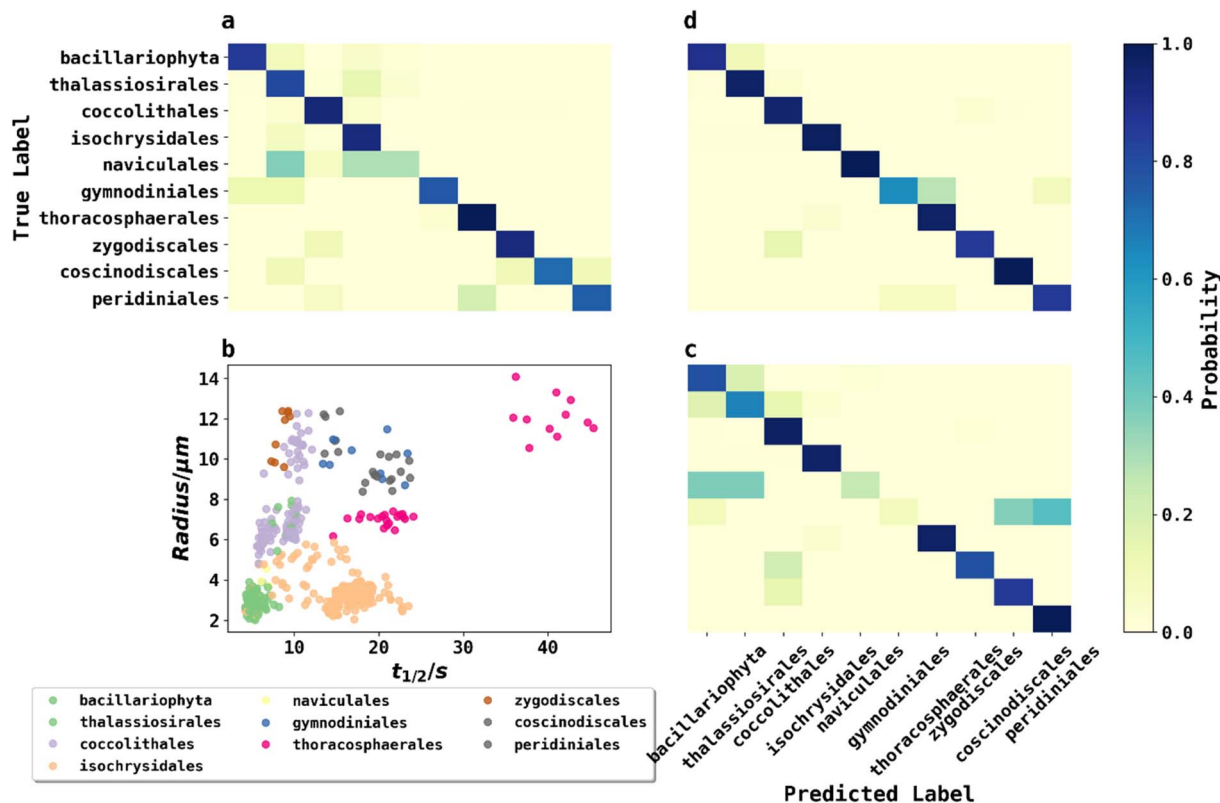 a
True Label
bacillariophyta
thalassiosirales
coccolithales
isochrysidales
naviculales
gymnodiniales
thoracosphaerales
zygodiscales
coscinodiscales
peridiniales
d
1.0
0.8
0.6
0.4
0.2
0.0
Probability
b
Radius/μm
14
12
10
8
6
4
2
10
20
30
40
t1/2/s
bacillariophyta
thalassiosirales
coccolithales
isochrysidales
naviculales
gymnodiniales
thoracosphaerales
zygodiscales
coscinodiscales
peridiniales
c
bacillariophyta
thalassiosirales
coccolithales
isochrysidales
naviculales
gymnodiniales
thoracosphaerales
zygodiscales
coscinodiscales
peridiniales
Predicted Label